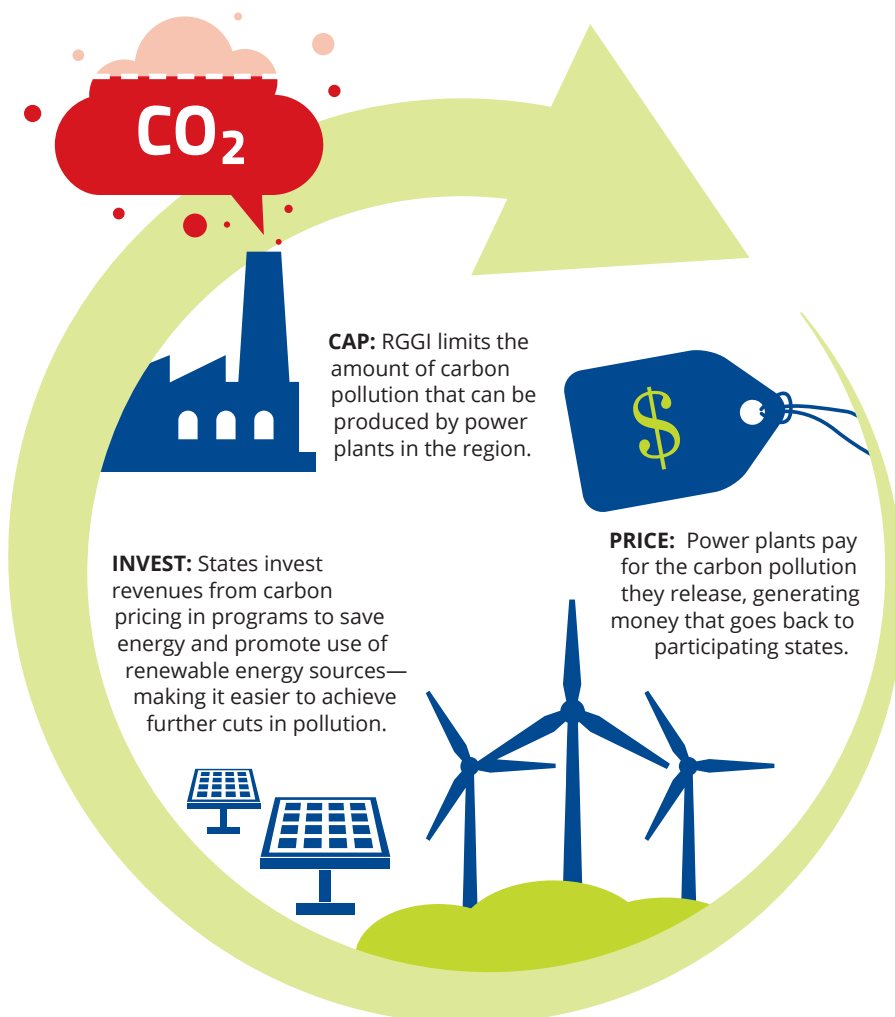 CO₂
CAP: RGGI limits the
amount of carbon
pollution that can be
produced by power
plants in the region.
$
PRICE: Power plants pay
for the carbon pollution
they release, generating
money that goes back to
participating states.
INVEST: States invest
revenues from carbon
pricing in programs to save
energy and promote use of
renewable energy sources—
making it easier to achieve
further cuts in pollution.